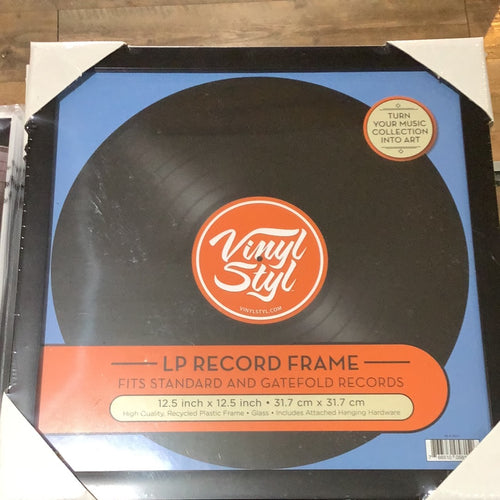 TURN
YOUR MUSIC
COLLECTION
INTO ART
Vinyl
Styl
VINYLSTYL.COM
LP RECORD FRAME
FITS STANDARD AND GATEFOLD RECORDS
12.5 inch x 12.5 inch • 31.7 cm x 31.7 cm
High Quality, Recycled Plastic Frame • Glass • Includes Attached Hanging Hardware